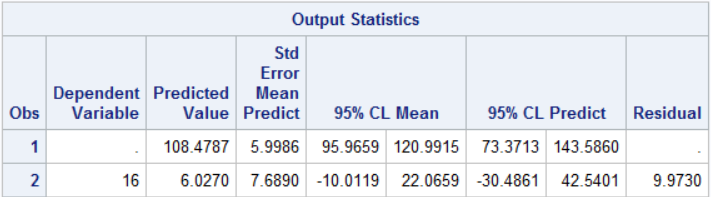 Output Statistics
Obs Dependent Variable Predicted Value Std Error Mean Predict 95% CL Mean 95% CL Predict Residual
1 . 108.4787 5.9986 95.9659 120.9915 73.3713 143.5860 .
2 16 6.0270 7.6890 -10.0119 22.0659 -30.4861 42.5401 9.9730